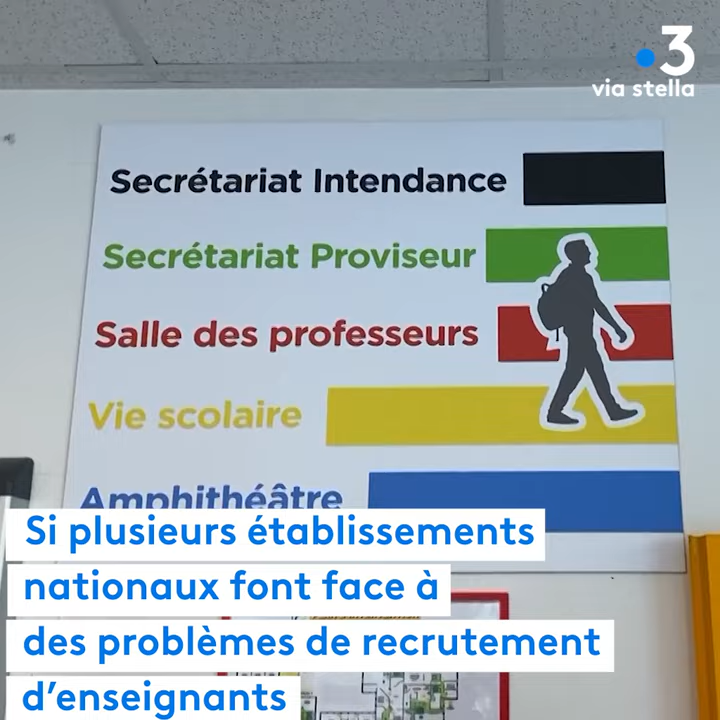 3
via stella
Secrétariat Intendance
Secrétariat Proviseur
Salle des professeurs
Vie scolaire
Amphithéâtre
Si plusieurs établissements
nationaux font face à
des problèmes de recrutement
d'enseignants